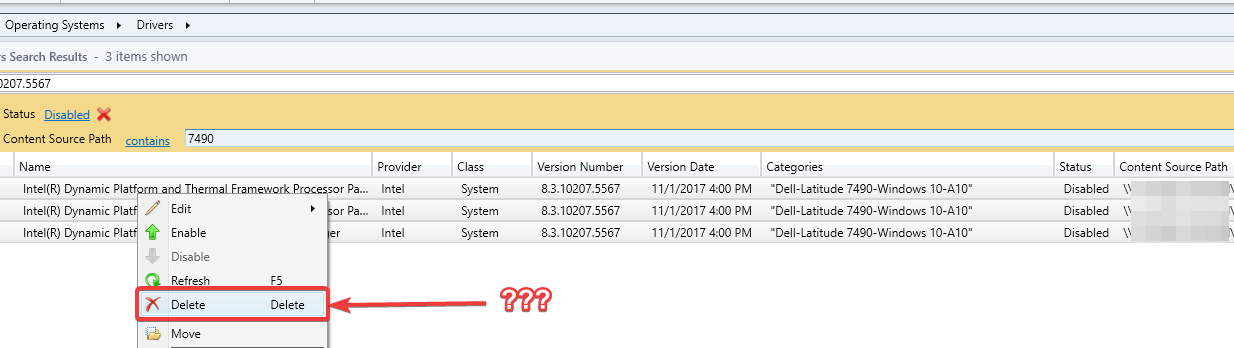 Operating Systems Drivers
s Search Results - 3 items shown
0207.5567
Status Disabled
Content Source Path contains 7490
Name Provider Class Version Number Version Date Categories Status Content Source Path
Intel(R) Dynamic Platform and Thermal Framework Processor Pa... Intel System 8.3.10207.5567 11/1/2017 4:00 PM "Dell-Latitude 7490-Windows 10-A10" Disabled \\
Intel(R) Dynamic Platf sor Pa... Intel System 8.3.10207.5567 11/1/2017 4:00 PM "Dell-Latitude 7490-Windows 10-A10" Disabled \\
Intel(R) Dynamic Platf ger Intel System 8.3.10207.5567 11/1/2017 4:00 PM "Dell-Latitude 7490-Windows 10-A10" Disabled \\
Edit
Enable
Disable
Refresh F5
Delete Delete ???
Move